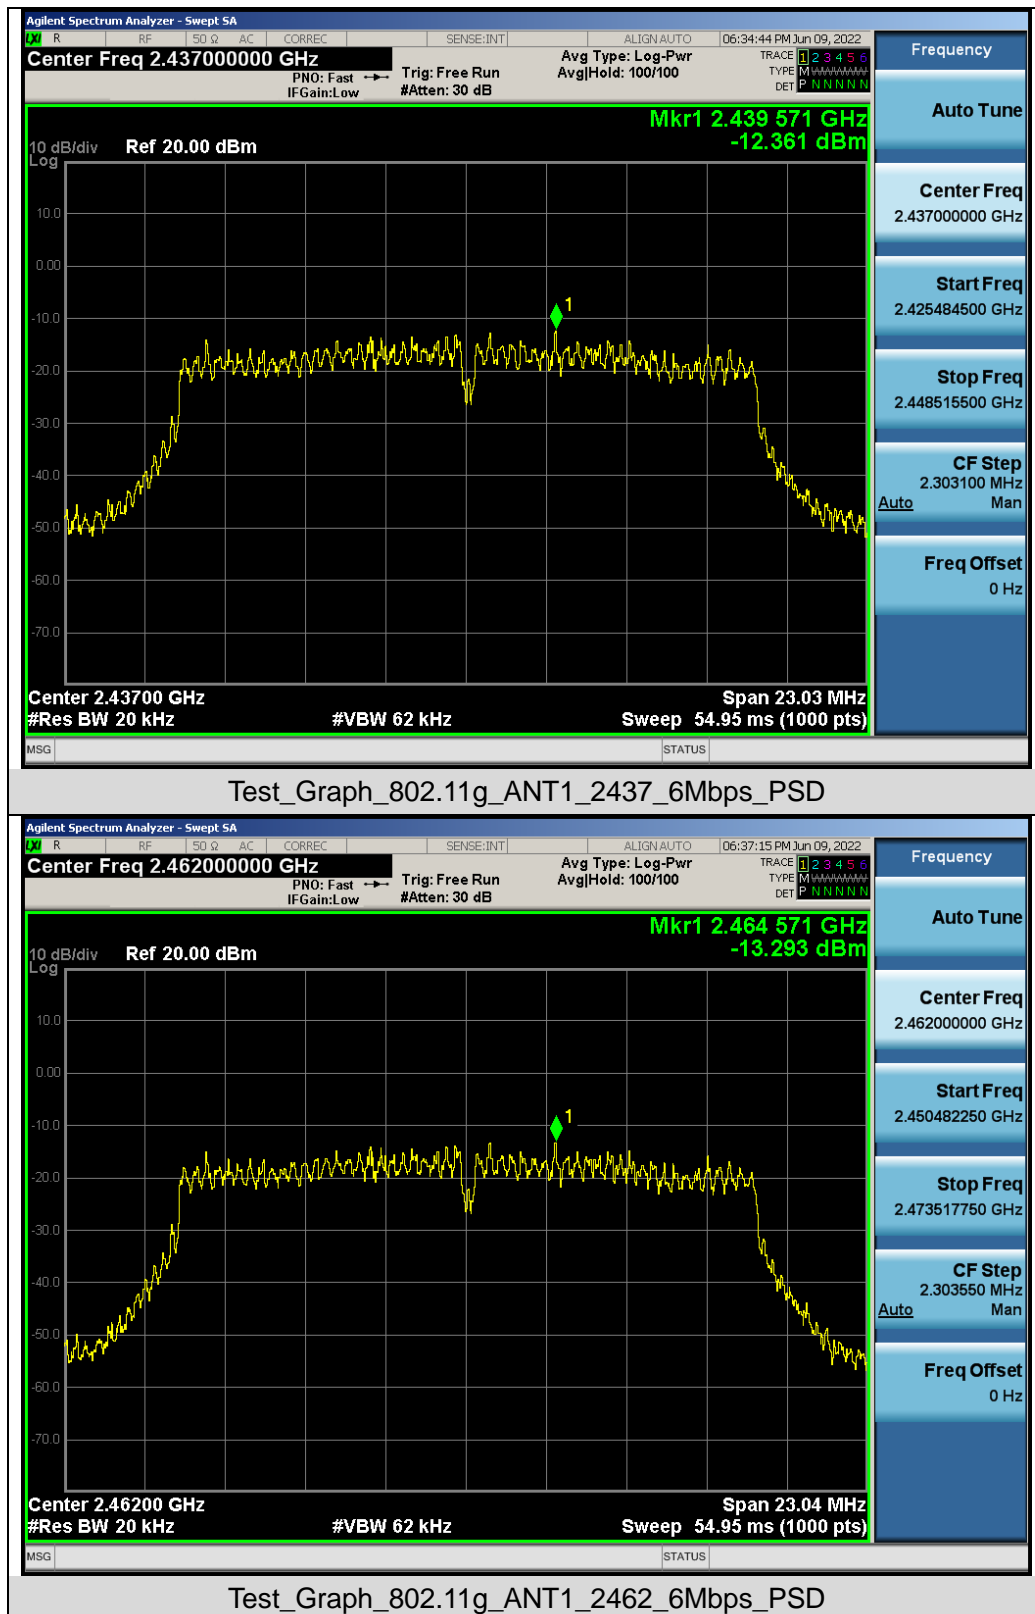 Agilent Spectrum Analyzer - Swept SA
LXI R RF 50 Ω AC CORREC SENSE:INT ALIGN AUTO 06:34:44 PM Jun 09, 2022
Center Freq 2.437000000 GHz
PNO: Fast
IFGain:Low
Trig: Free Run
#Atten: 30 dB
Avg Type: Log-Pwr
Avg|Hold: 100/100
TRACE 1 2 3 4 5 6
TYPE M WWWWW
DET P N N N N N
Frequency
Mkr1 2.439 571 GHz
-12.361 dBm
10 dB/div Ref 20.00 dBm
Log
10.0
0.00
-10.0
-20.0
-30.0
-40.0
-50.0
-60.0
-70.0
1
Center 2.43700 GHz Span 23.03 MHz
#Res BW 20 kHz #VBW 62 kHz Sweep 54.95 ms (1000 pts)
MSG STATUS
Auto Tune
Center Freq
2.437000000 GHz
Start Freq
2.425484500 GHz
Stop Freq
2.448515500 GHz
CF Step
2.303100 MHz
Auto Man
Freq Offset
0 Hz
Test_Graph_802.11g_ANT1_2437_6Mbps_PSD
Agilent Spectrum Analyzer - Swept SA
LXI R RF 50 Ω AC CORREC SENSE:INT ALIGN AUTO 06:37:15 PM Jun 09, 2022
Center Freq 2.462000000 GHz
PNO: Fast
IFGain:Low
Trig: Free Run
#Atten: 30 dB
Avg Type: Log-Pwr
Avg|Hold: 100/100
TRACE 1 2 3 4 5 6
TYPE M WWWWW
DET P N N N N N
Frequency
Mkr1 2.464 571 GHz
-13.293 dBm
10 dB/div Ref 20.00 dBm
Log
10.0
0.00
-10.0
-20.0
-30.0
-40.0
-50.0
-60.0
-70.0
1
Center 2.46200 GHz Span 23.04 MHz
#Res BW 20 kHz #VBW 62 kHz Sweep 54.95 ms (1000 pts)
MSG STATUS
Auto Tune
Center Freq
2.462000000 GHz
Start Freq
2.450482250 GHz
Stop Freq
2.473517750 GHz
CF Step
2.303550 MHz
Auto Man
Freq Offset
0 Hz
Test_Graph_802.11g_ANT1_2462_6Mbps_PSD